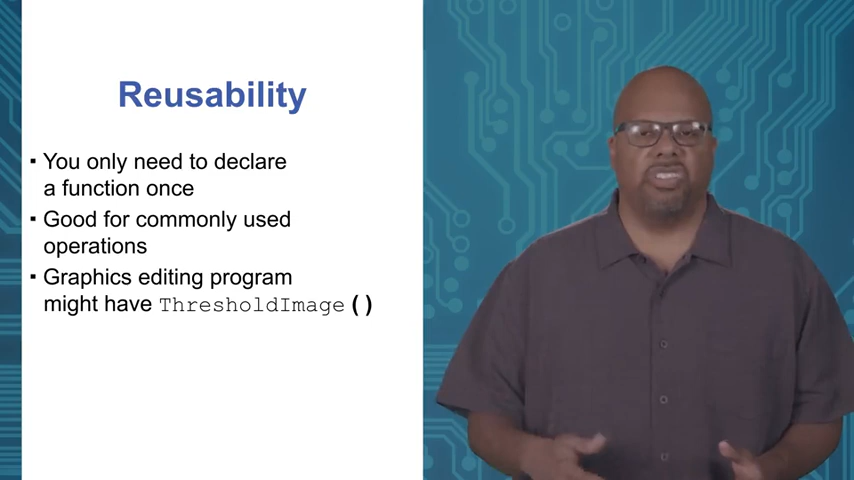 Reusability
▪ You only need to declare
a function once
▪ Good for commonly used
operations
▪ Graphics editing program
might have ThresholdImage ()